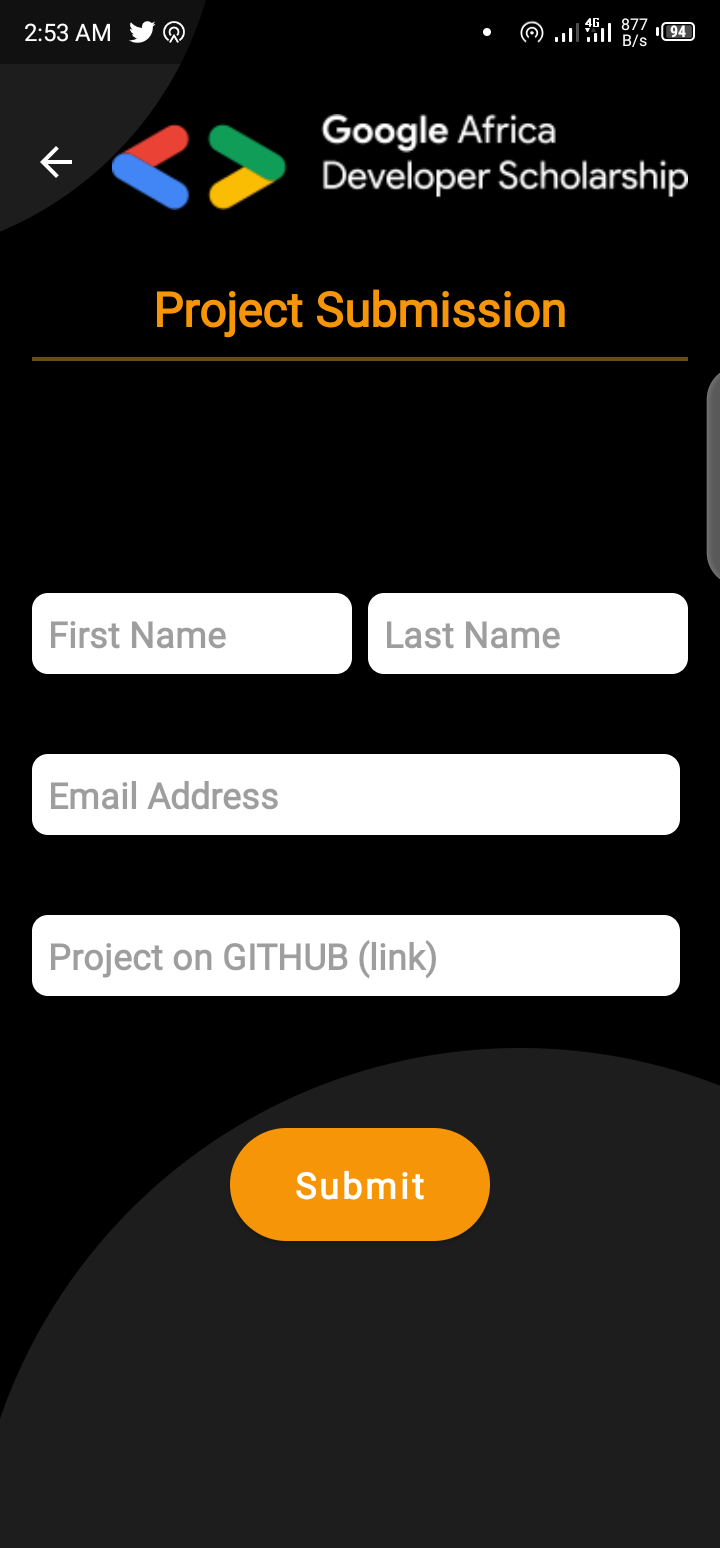 2:53 AM 4G 877 B/s 94
Google Africa
Developer Scholarship
Project Submission
First Name Last Name
Email Address
Project on GITHUB (link)
Submit